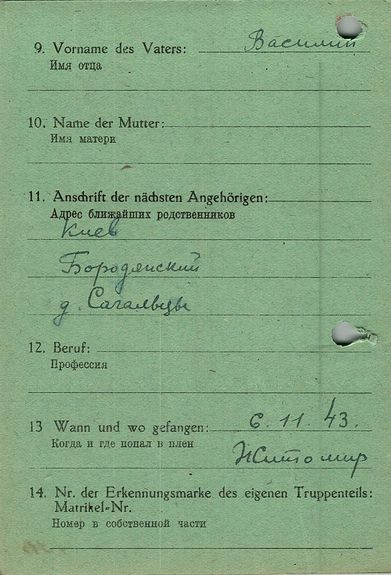 9. Vorname des Vaters: Василий
Имя отца
10. Name der Mutter:
Имя матери
11. Anschrift der nächsten Angehörigen:
Адрес ближайших родственников
Киев
Бородянский
д.
12. Beruf:
Профессия
13 Wann und wo gefangen: 6. 11. 43.
Когда и где попал в плен
Житомир
14. Nr. der Erkennungsmarke des eigenen Truppenteils:
Matrikel-Nr.
Номер в собственной части